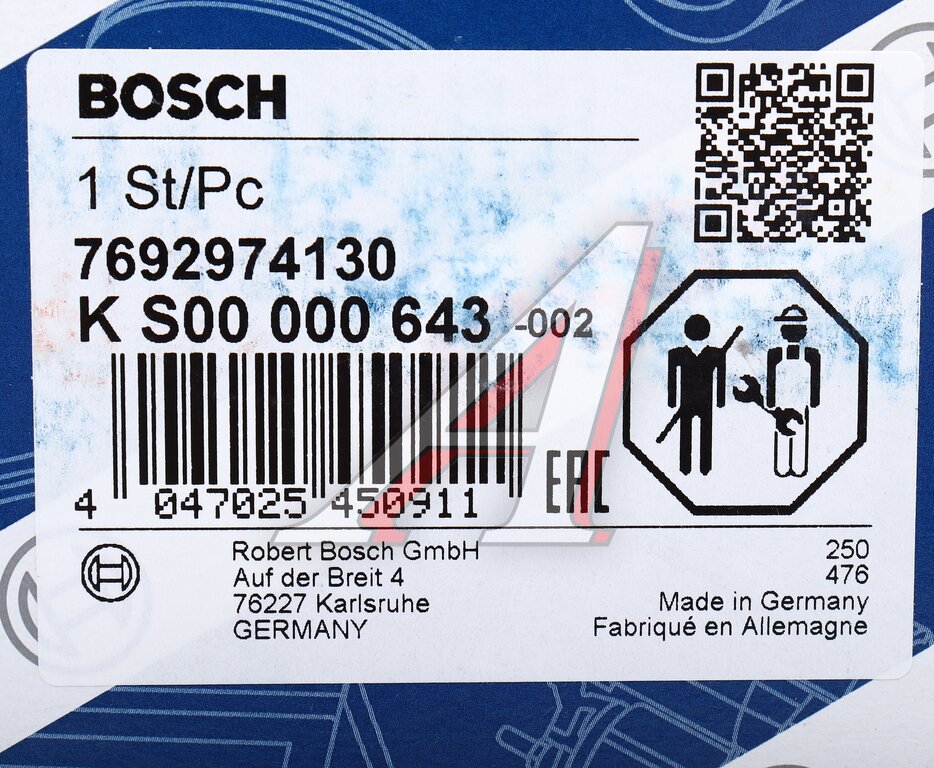 BOSCH
1 St/Pc
7692974130
K S00 000 643 -002
4 047025 450911
EAC
Robert Bosch GmbH
Auf der Breit 4
76227 Karlsruhe
GERMANY
250
476
Made in Germany
Fabriqué en Allemagne